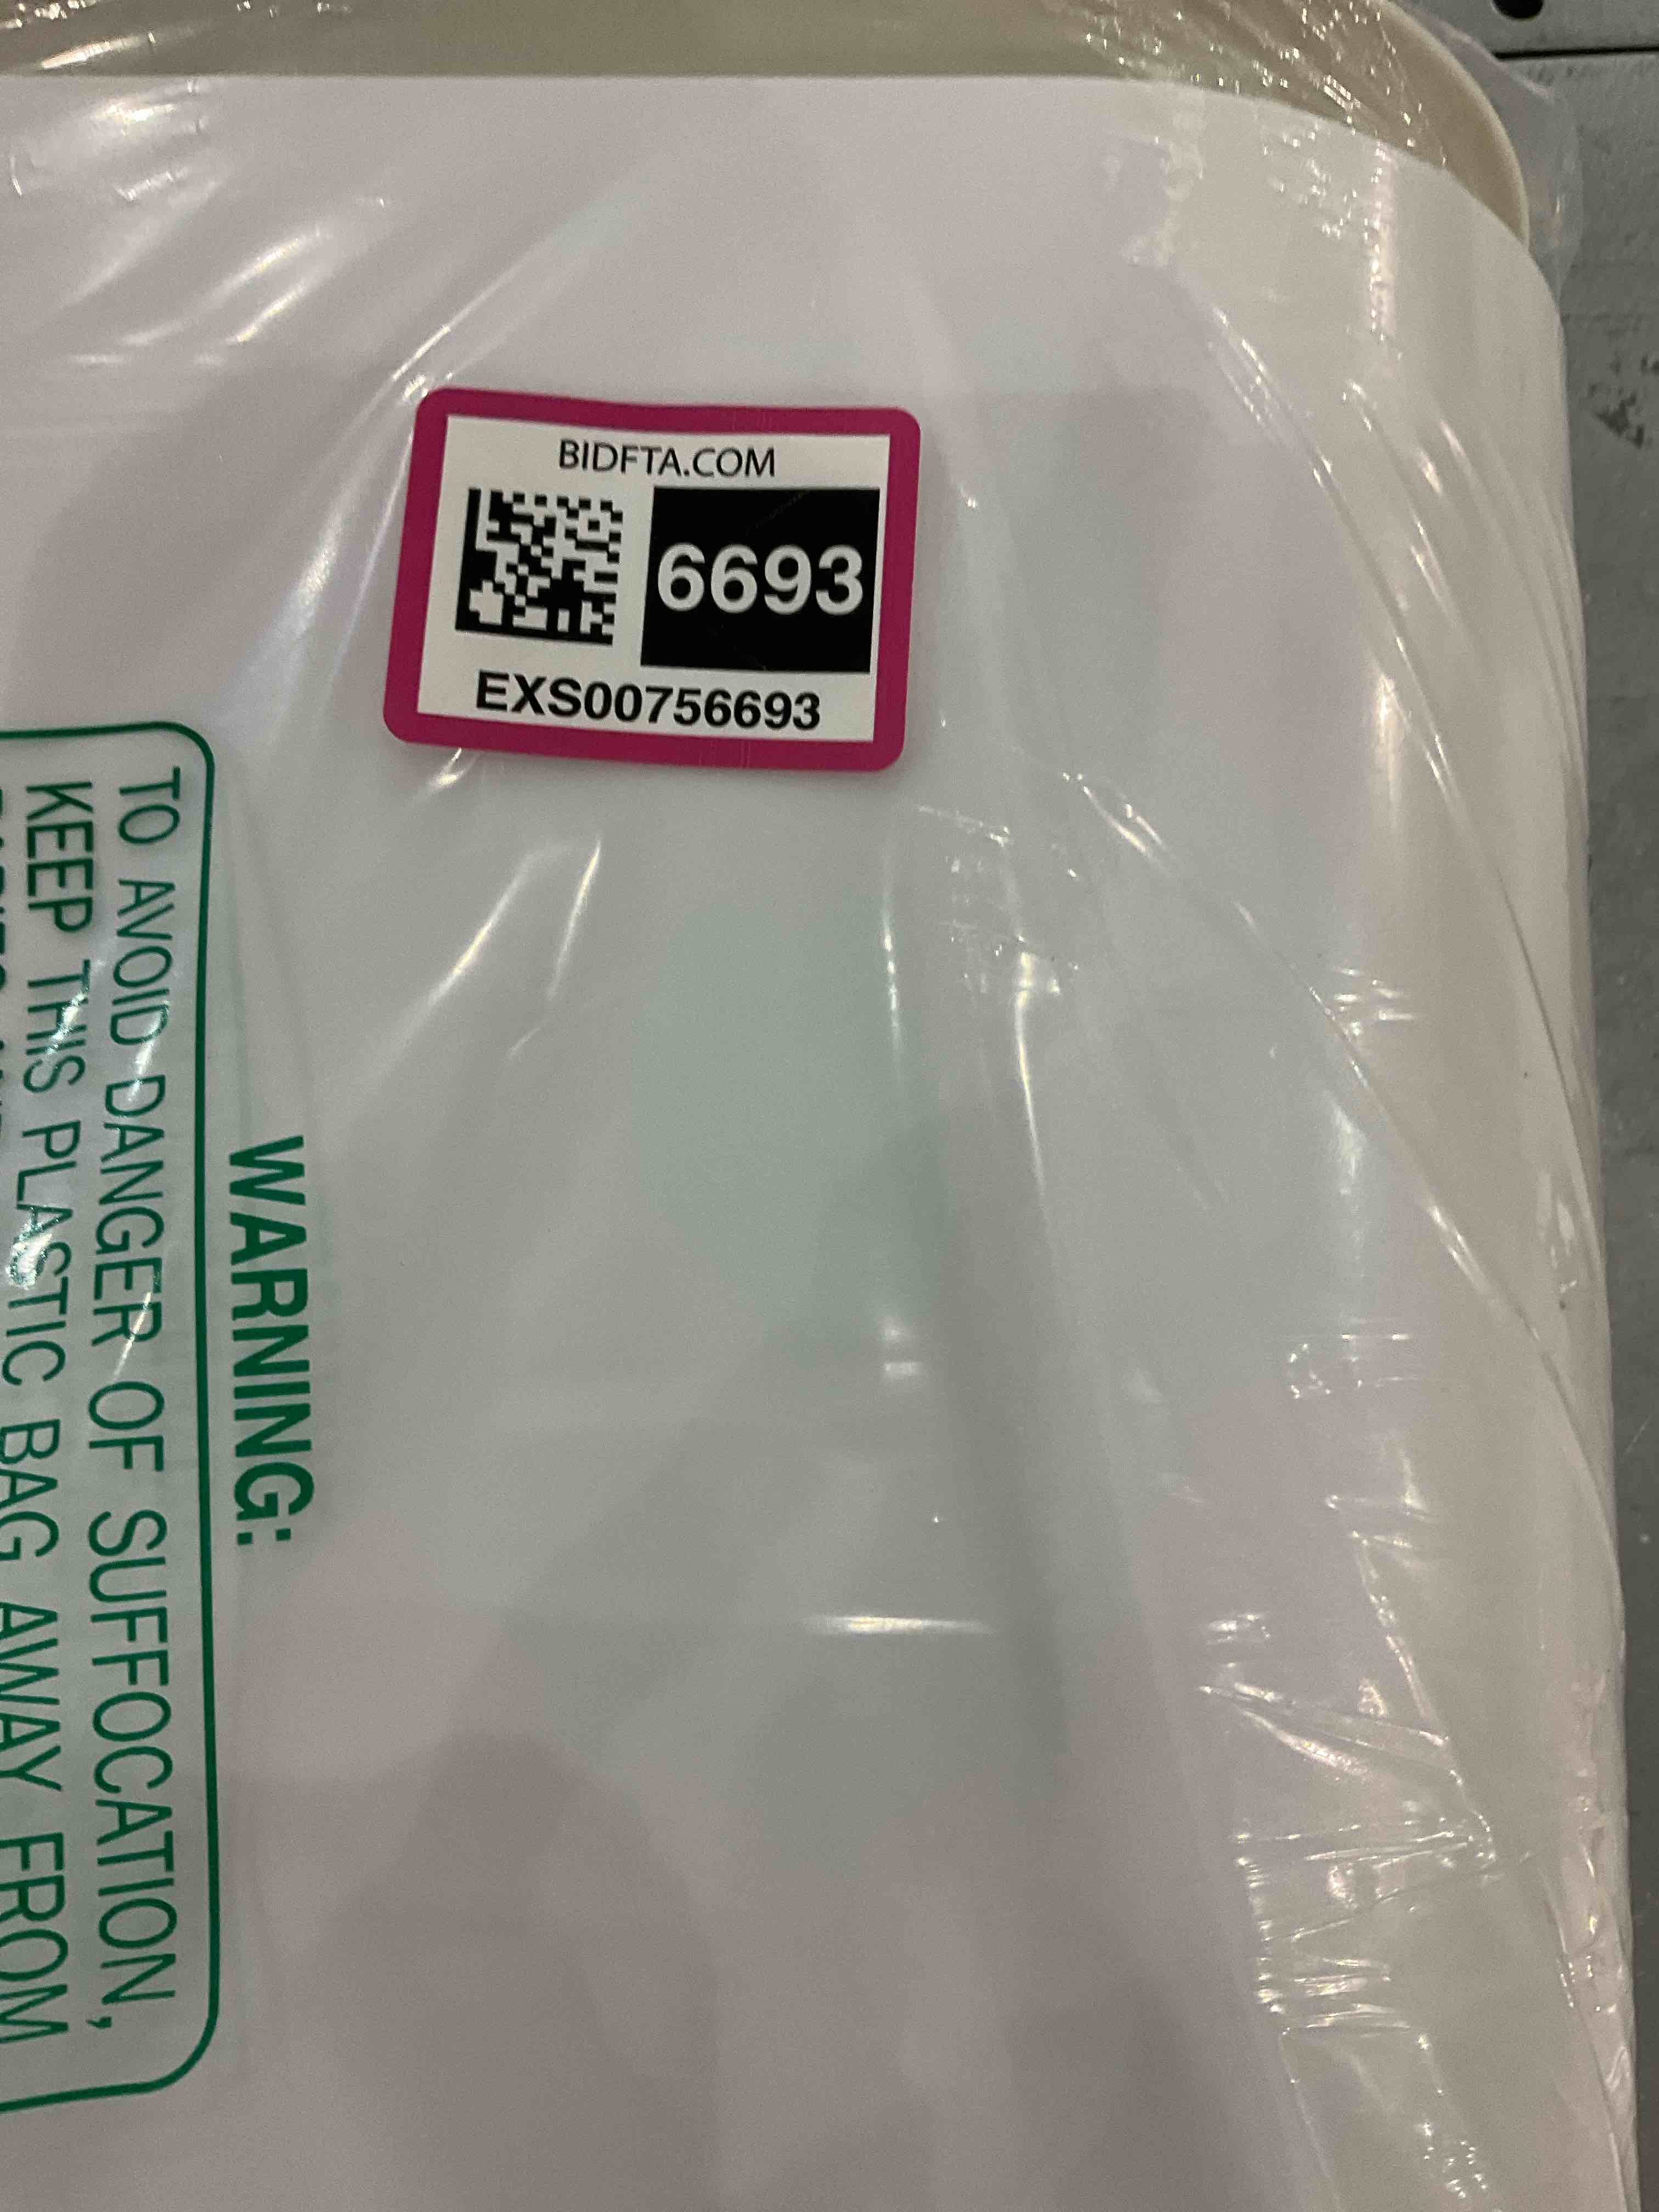 BIDFTA.COM
6693
EXS00756693
WARNING:
TO AVOID DANGER OF SUFFOCATION,
KEEP THIS PLASTIC BAG AWAY FROM